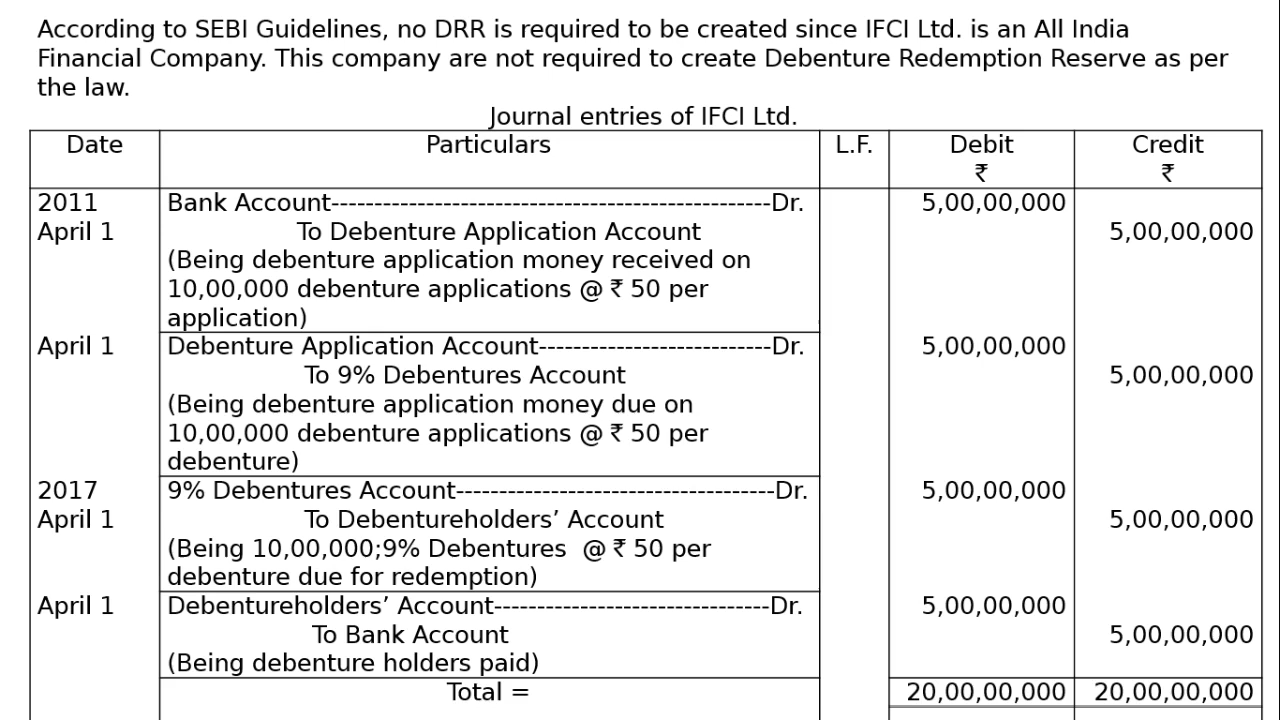 According to SEBI Guidelines, no DRR is required to be created since IFCI Ltd. is an All India
Financial Company. This company are not required to create Debenture Redemption Reserve as per
the law.
Journal entries of IFCI Ltd.
Date Particulars L.F. Debit Credit
₹ ₹
2011 Bank Account---------------------------------------------------Dr. 5,00,00,000
April 1 To Debenture Application Account 5,00,00,000
(Being debenture application money received on
10,00,000 debenture applications @ ₹ 50 per
application)
April 1 Debenture Application Account---------------------------Dr. 5,00,00,000
To 9% Debentures Account 5,00,00,000
(Being debenture application money due on
10,00,000 debenture applications @ ₹ 50 per
debenture)
2017 9% Debentures Account-------------------------------------Dr. 5,00,00,000
April 1 To Debentureholders’ Account 5,00,00,000
(Being 10,00,000;9% Debentures @ ₹ 50 per
debenture due for redemption)
April 1 Debentureholders’ Account--------------------------------Dr. 5,00,00,000
To Bank Account 5,00,00,000
(Being debenture holders paid)
Total = 20,00,00,000 20,00,00,000